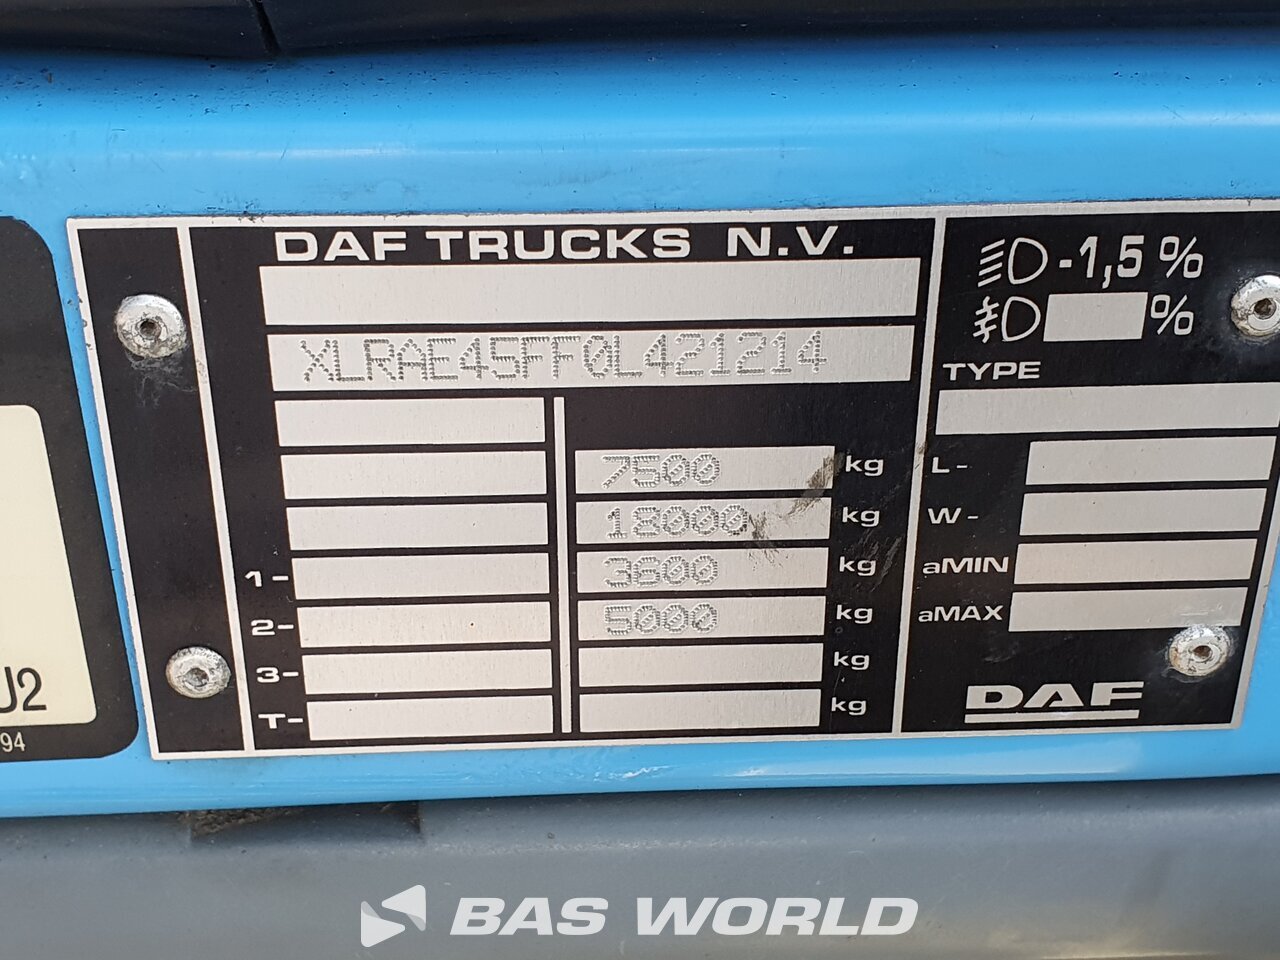 DAF TRUCKS N.V.
XLRAE45FF0L421214
7500 kg
18000 kg
1- 3600 kg
2- 5000 kg
3- kg
T- kg
-1,5 %
%
TYPE
L-
W-
aMIN
aMAX
DAF
J2
94
BAS WORLD